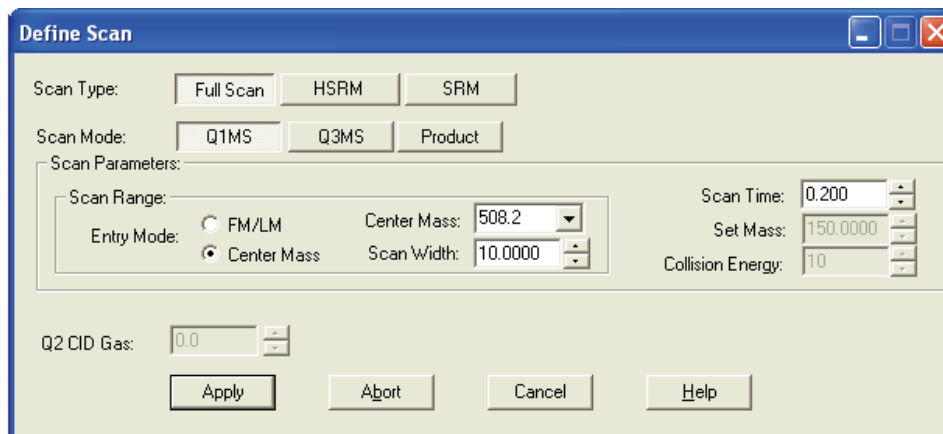 Define Scan
Scan Type: Full Scan HSRM SRM
Scan Mode: Q1MS Q3MS Product
Scan Parameters:
Scan Range:
Entry Mode: FM/LM
Center Mass
Center Mass: 508.2
Scan Width: 10.0000
Scan Time: 0.200
Set Mass: 150.0000
Collision Energy: 10
Q2 CID Gas: 0.0
Apply Abort Cancel Help